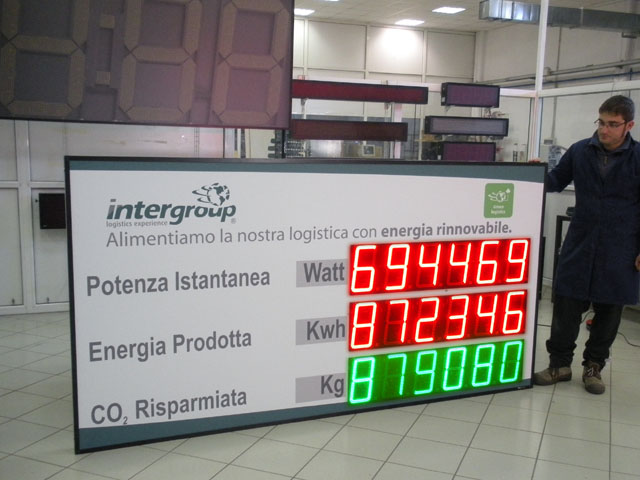 intergroup®
logistics experience
Alimentiamo la nostra logistica con energia rinnovabile.
Potenza Istantanea Watt 694469
Energia Prodotta Kwh 872346
CO2 Risparmiata Kg 879080